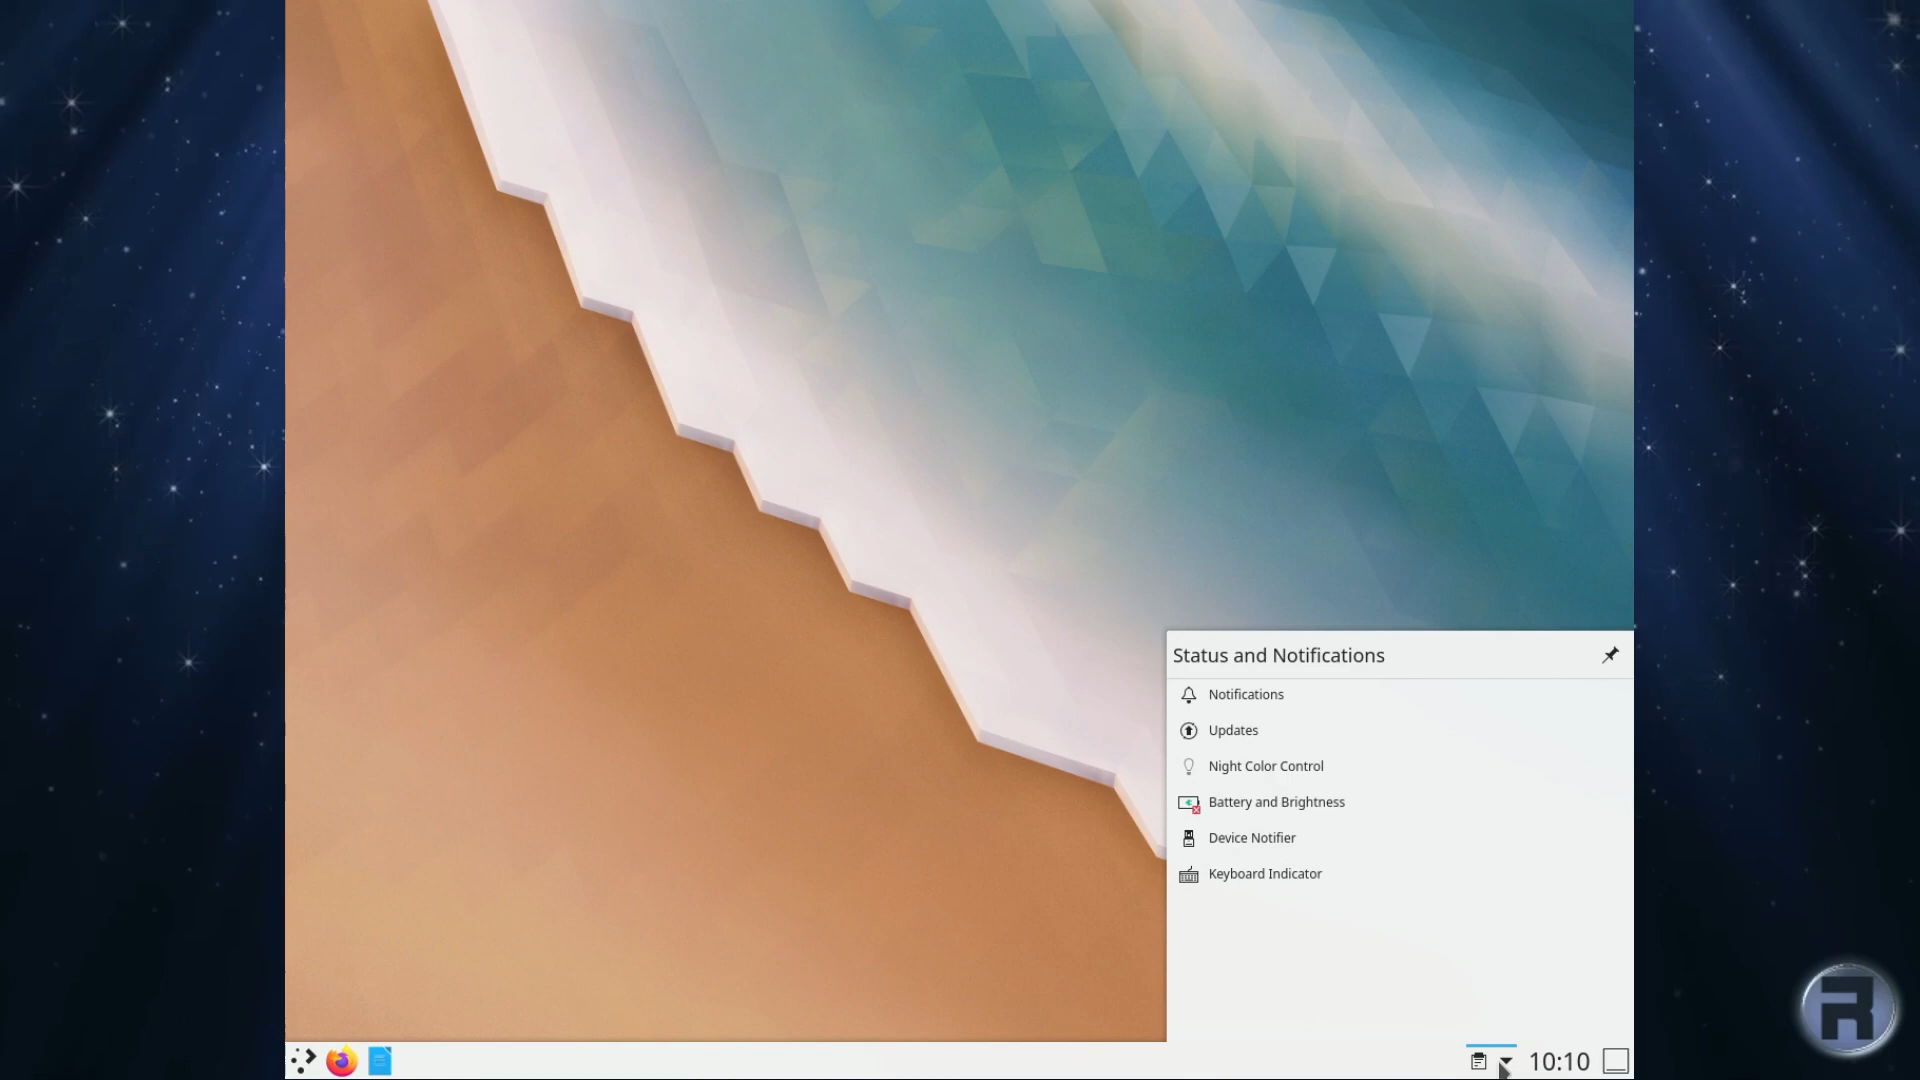 Status and Notifications
Notifications
Updates
Night Color Control
Battery and Brightness
Device Notifier
Keyboard Indicator
10:10
R